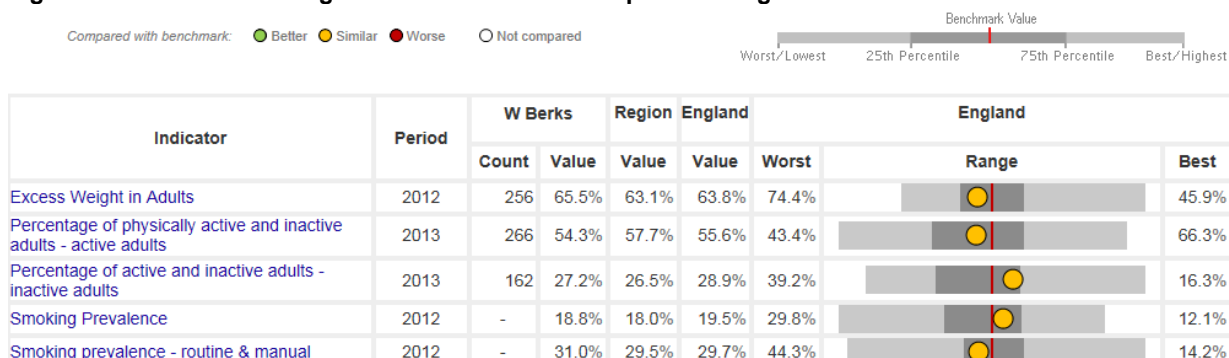 Benchmark Value
Compared with benchmark: Better Similar Worse Not compared
Worst/Lowest 25th Percentile 75th Percentile Best/Highest
Indicator Period W Berks Region England England
Count Value Value Value Worst Range Best
Excess Weight in Adults 2012 256 65.5% 63.1% 63.8% 74.4% 45.9%
Percentage of physically active and inactive
adults - active adults 2013 266 54.3% 57.7% 55.6% 43.4% 66.3%
Percentage of active and inactive adults -
inactive adults 2013 162 27.2% 26.5% 28.9% 39.2% 16.3%
Smoking Prevalence 2012 - 18.8% 18.0% 19.5% 29.8% 12.1%
Smoking prevalence - routine & manual 2012 - 31.0% 29.5% 29.7% 44.3% 14.2%